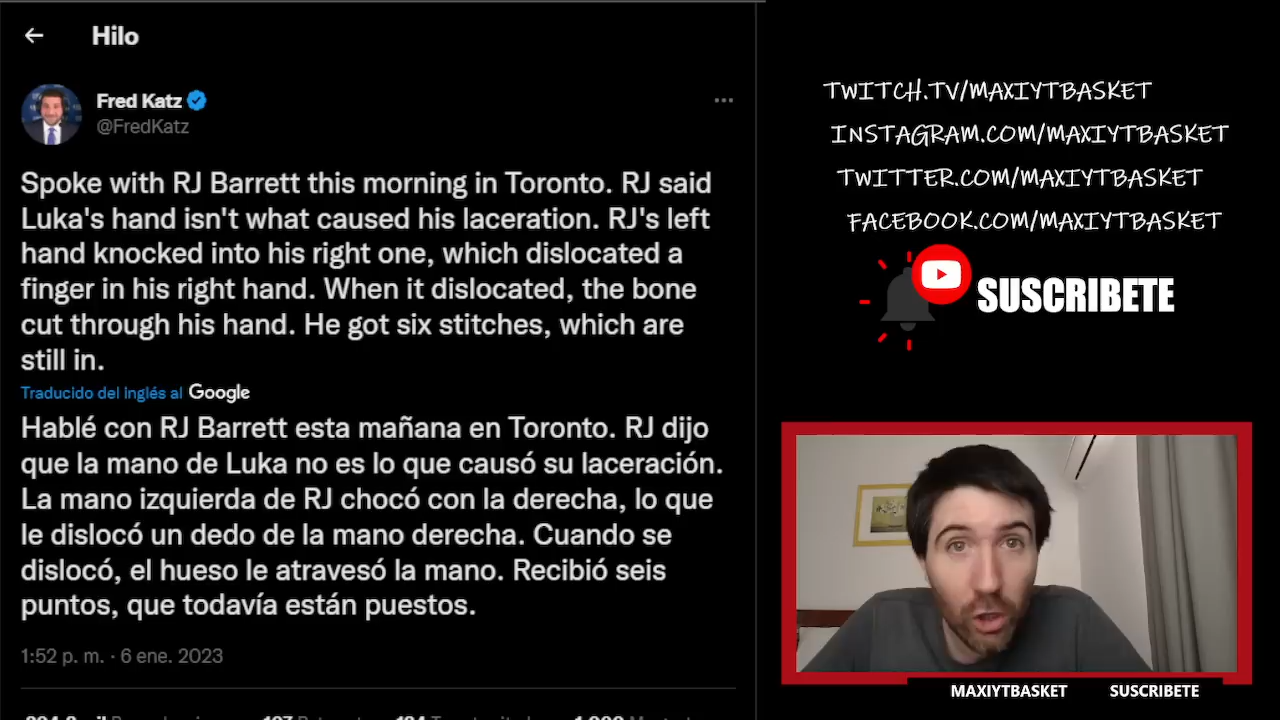 Hilo
Fred Katz
@FredKatz
Spoke with RJ Barrett this morning in Toronto. RJ said
Luka's hand isn't what caused his laceration. RJ's left
hand knocked into his right one, which dislocated a
finger in his right hand. When it dislocated, the bone
cut through his hand. He got six stitches, which are
still in.
Traducido del Inglés al Google
Hablé con RJ Barrett esta mañana en Toronto. RJ dijo
que la mano de Luka no es lo que causó su laceración.
La mano izquierda de RJ chocó con la derecha, lo que
le dislocó un dedo de la mano derecha. Cuando se
dislocó, el hueso le atravesó la mano. Recibió seis
puntos, que todavía están puestos.
1:52 p. m. · 6 ene. 2023
TWITCH.TV/MAXIYTBASKET
INSTAGRAM.COM/MAXIYTBASKET
TWITTER.COM/MAXIYTBASKET
FACEBOOK.COM/MAXIYTBASKET
SUSCRIBETE
MAXIYTBASKET SUSCRIBETE